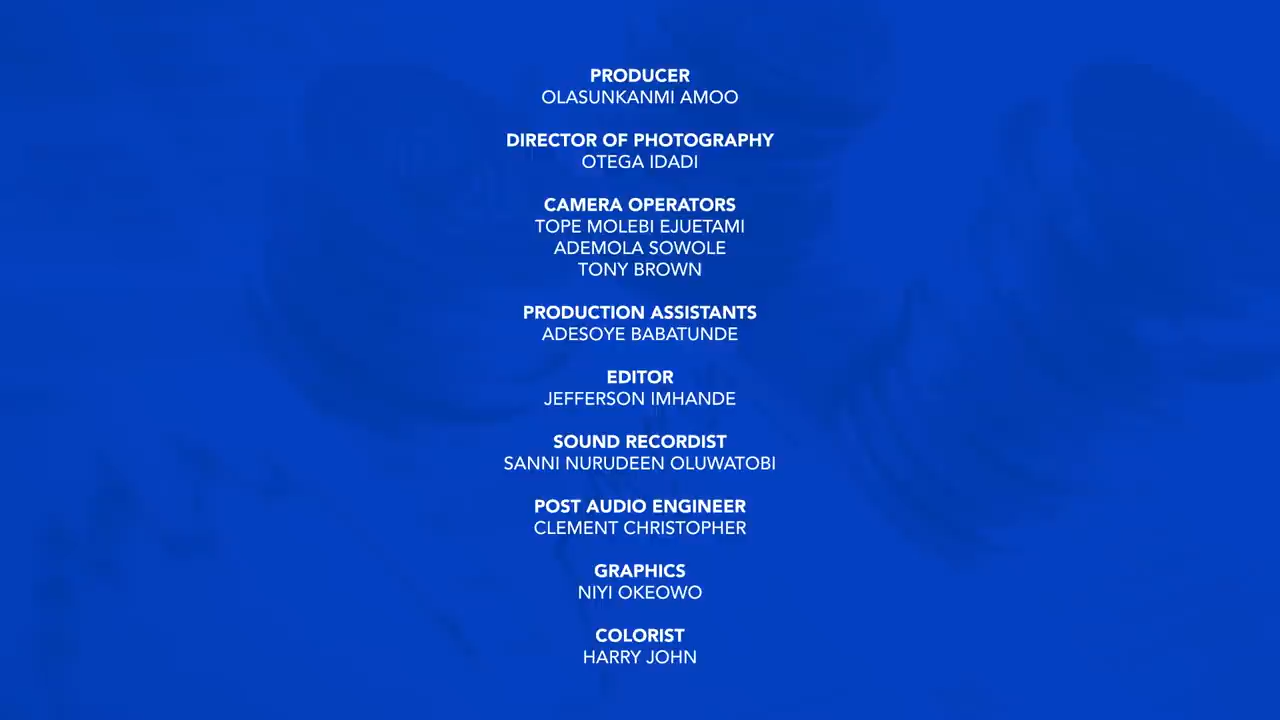 PRODUCER
OLASUNKANMI AMOO
DIRECTOR OF PHOTOGRAPHY
OTEGA IDADI
CAMERA OPERATORS
TOPE MOLEBI EJUETAMI
ADEMOLA SOWOLE
TONY BROWN
PRODUCTION ASSISTANTS
ADESOYE BABATUNDE
EDITOR
JEFFERSON IMHANDE
SOUND RECORDIST
SANNI NURUDEEN OLUWATOBI
POST AUDIO ENGINEER
CLEMENT CHRISTOPHER
GRAPHICS
NIYI OKEOWO
COLORIST
HARRY JOHN